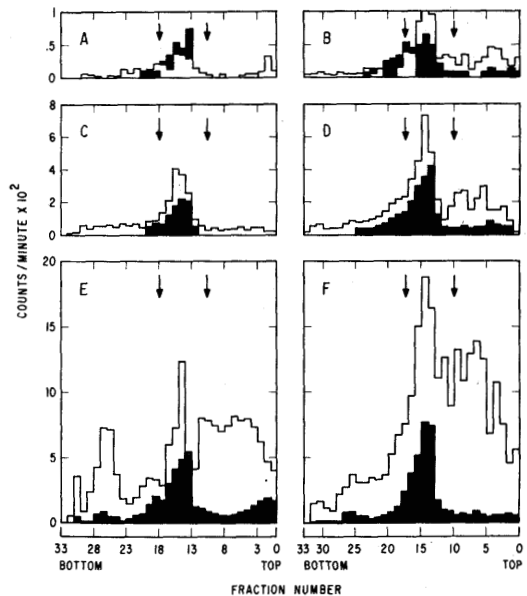 A B
1
.5
0
C D
8
6
4
2
0
COUNTS/MINUTE X 10²
E F
20
15
10
5
0
33 28 23 18 13 8 3 0 33 30 25 20 15 10 5 0
BOTTOM TOP BOTTOM TOP
FRACTION NUMBER